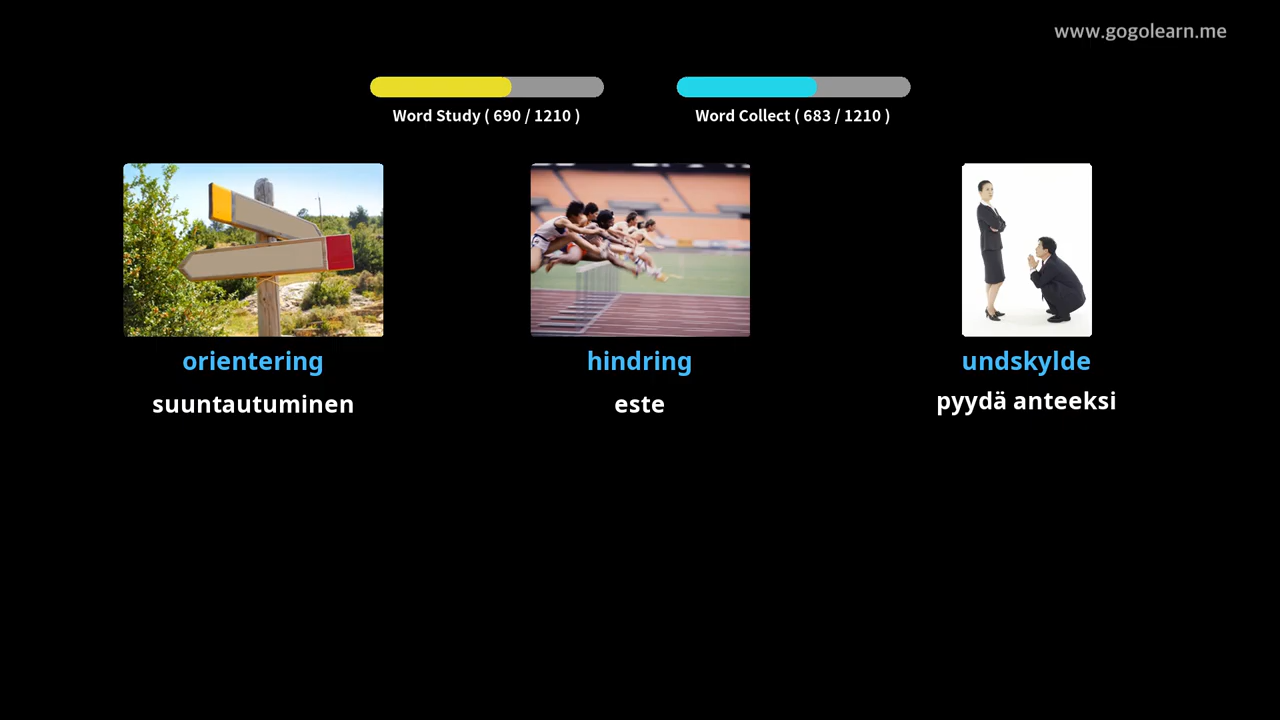 www.gogolearn.me
Word Study ( 690 / 1210 )
Word Collect ( 683 / 1210 )
orientering
hindring
undskylde
suuntautuminen
este
pyydä anteeksi